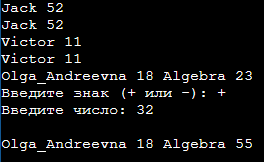 Jack 52
Jack 52
Victor 11
Victor 11
Olga_Andreevna 18 Algebra 23
Введите знак (+ или -): +
Введите число: 32
Olga_Andreevna 18 Algebra 55